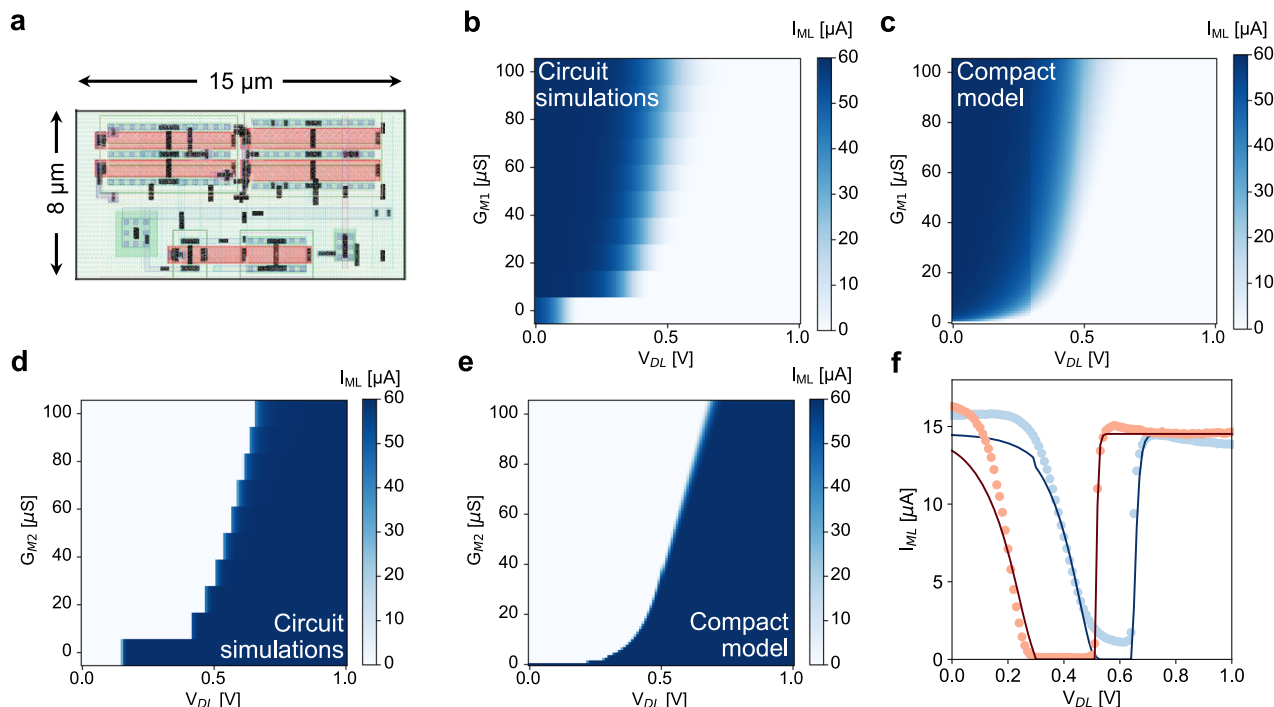 a
15 µm
8 µm
b
I_ML [µA]
Circuit
simulations
100
80
60
40
20
0
G_M1 [µS]
0.0
0.5
1.0
V_DL [V]
60
50
40
30
20
10
0
c
I_ML [µA]
Compact
model
100
80
60
40
20
0
G_M1 [µS]
0.0
0.5
1.0
V_DL [V]
60
50
40
30
20
10
0
d
I_ML [µA]
100
80
60
40
20
0
G_M2 [µS]
Circuit
simulations
0.0
0.5
1.0
V_DL [V]
60
50
40
30
20
10
0
e
I_ML [µA]
100
80
60
40
20
0
G_M2 [µS]
Compact
model
0.0
0.5
1.0
V_DL [V]
60
50
40
30
20
10
0
f
15
10
5
0
I_ML [µA]
0.0
0.2
0.4
0.6
0.8
1.0
V_DL [V]